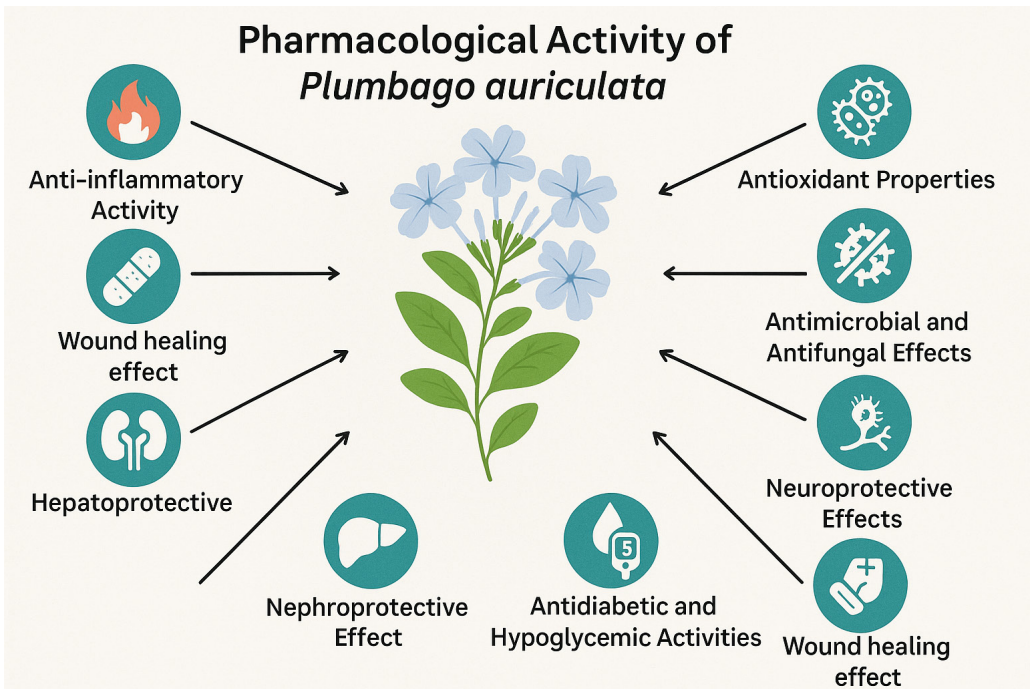 Pharmacological Activity of
Plumbago auriculata
Anti-inflammatory
Activity
Wound healing
effect
Hepatoprotective
Nephroprotective
Effect
5
Antidiabetic and
Hypoglycemic Activities
Antioxidant Properties
Antimicrobial and
Antifungal Effects
Neuroprotective
Effects
Wound healing
effect